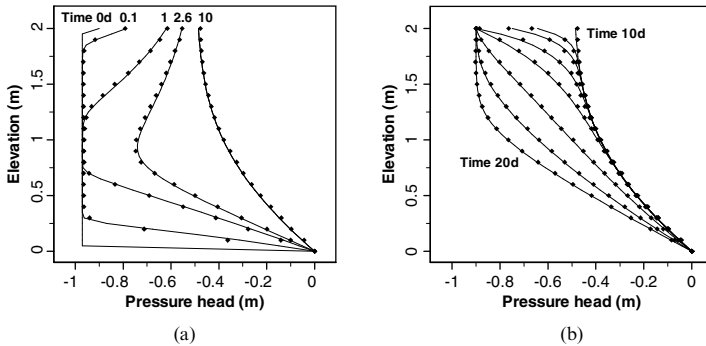 Time 0d 0.1 1 2.6 10
2
1.5
1
0.5
0
Elevation (m)
-1 -0.8 -0.6 -0.4 -0.2 0
Pressure head (m)
(a)
Time 10d
Time 20d
2
1.5
1
0.5
0
Elevation (m)
-1 -0.8 -0.6 -0.4 -0.2 0
Pressure head (m)
(b)